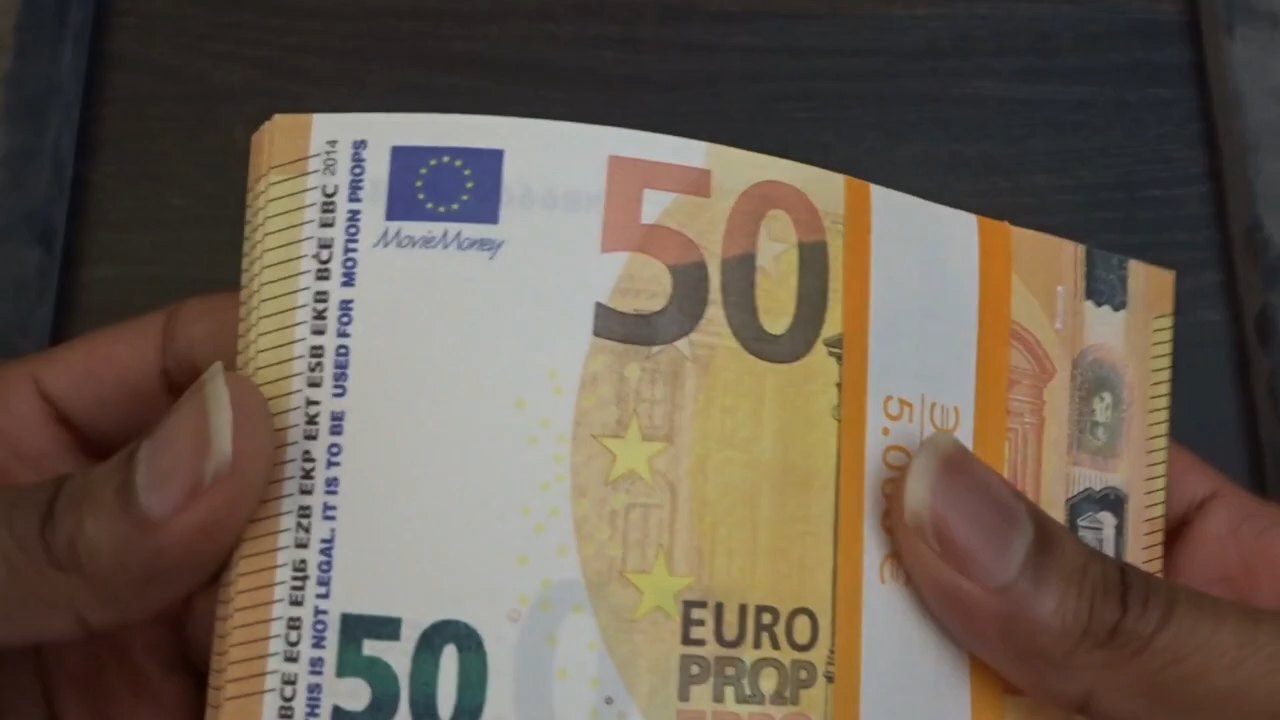 BCE ECB ЕЦБ EZB EKP EKT ESB EKB BĊE EBC 2014
THIS IS NOT LEGAL. IT IS TO BE USED FOR MOTION PROPS
MovieMoney
50
50
EURO
PRΩP